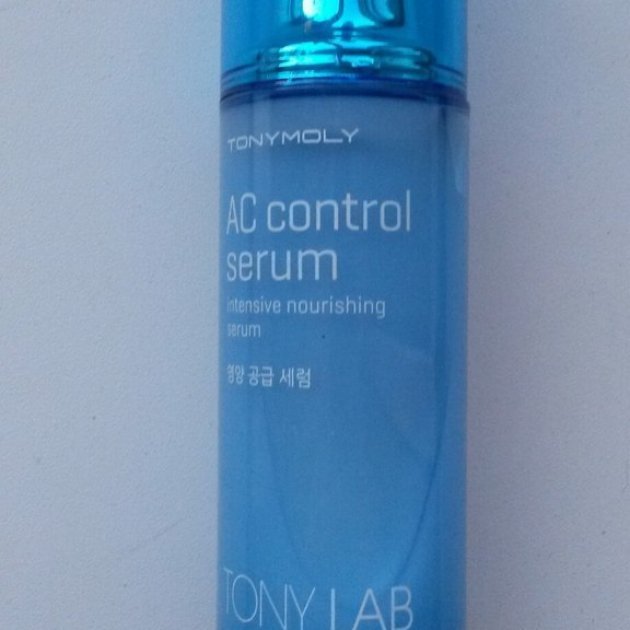 TONYMOLY
AC control
serum
intensive nourishing
serum
영양 공급 세럼
TONY LAB